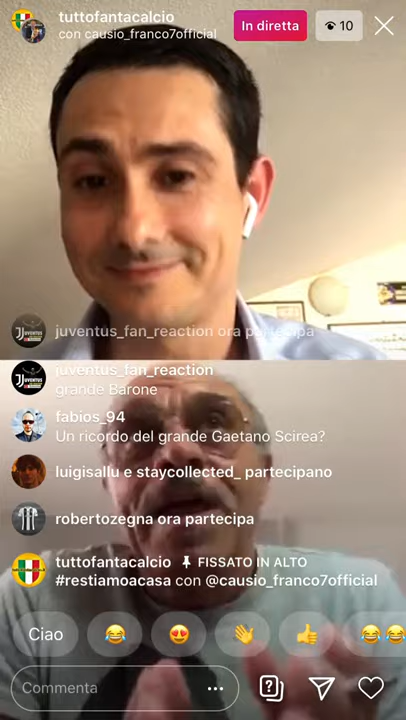 tuttofantacalcio
con causio_franco7official
In diretta
10
juventus_fan_reaction ora partecipa
JUVENTUS
juventus_fan_reaction
grande Barone
fabios_94
Un ricordo del grande Gaetano Scirea?
luigisallu e staycollected_ partecipano
robertozegna ora partecipa
tuttofantacalcio FISSATO IN ALTO
#restiamoacasa con @causio_franco7official
Ciao
Commenta